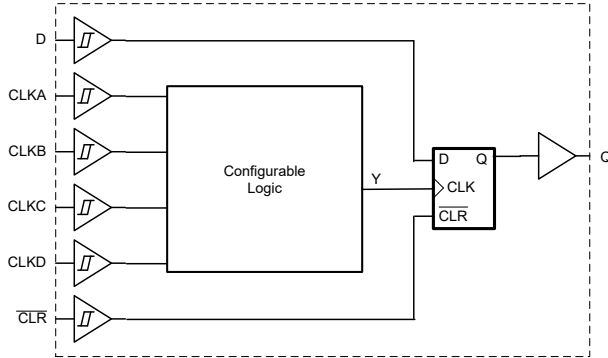 D
CLKA
CLKB
CLKC
CLKD
CLR
Configurable
Logic
Y
D Q
CLK
CLR
Q